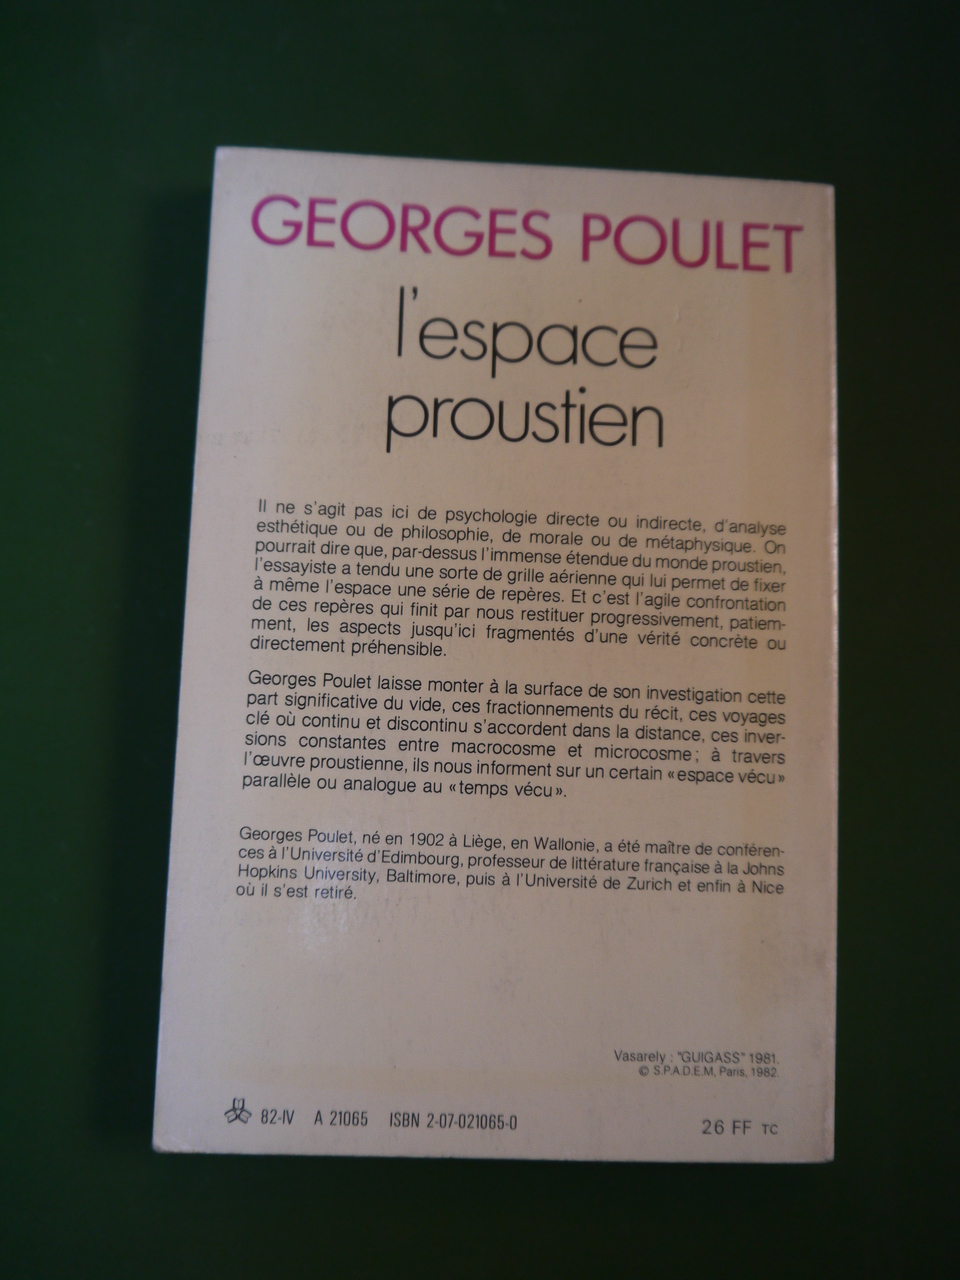 GEORGES POULET
l'espace
proustien
Il ne s'agit pas ici de psychologie directe ou indirecte, d'analyse
esthétique ou de philosophie, de morale ou de métaphysique. On
pourrait dire que, par-dessus l'immense étendue du monde proustien,
l'essayiste a tendu une sorte de grille aérienne qui lui permet de fixer
à même l'espace une série de repères. Et c'est l'agile confrontation
de ces repères qui finit par nous restituer progressivement, patiem-
ment, les aspects jusqu'ici fragmentés d'une vérité concrète ou
directement préhensible.
Georges Poulet laisse monter à la surface de son investigation cette
part significative du vide, ces fractionnements du récit, ces voyages
clé où continu et discontinu s'accordent dans la distance, ces inver-
sions constantes entre macrocosme et microcosme; à travers
l'œuvre proustienne, ils nous informent sur un certain «espace vécu»
parallèle ou analogue au «temps vécu».
Georges Poulet, né en 1902 à Liège, en Wallonie, a été maître de conféren-
ces à l'Université d'Edimbourg, professeur de littérature française à la Johns
Hopkins University, Baltimore, puis à l'Université de Zurich et enfin à Nice
où il s'est retiré.
Vasarely : "GUIGASS" 1981.
© S.P.A.D.E.M, Paris, 1982.
82-IV A 21065 ISBN 2-07-021065-0
26 FF TC